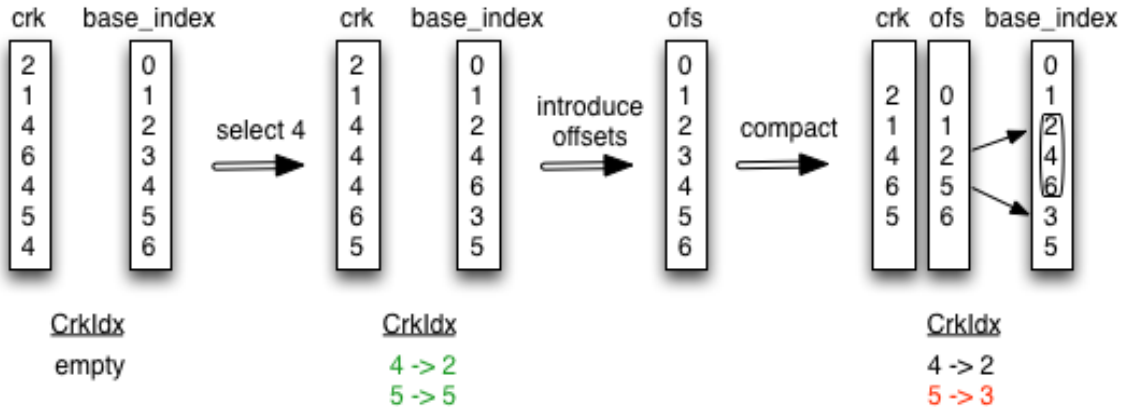 crk base_index crk base_index ofs crk ofs base_index
2 0 2 0 0 0
1 1 1 1 introduce 1 2 0 1
4 2 select 4 4 2 offsets 2 compact 1 1 2
6 3 4 4 3 4 2 4
4 4 4 6 4 6 5 6
5 5 6 3 5 5 6 3
4 6 5 5 6 5
CrkIdx CrkIdx CrkIdx
empty 4 -> 2 4 -> 2
5 -> 5 5 -> 3